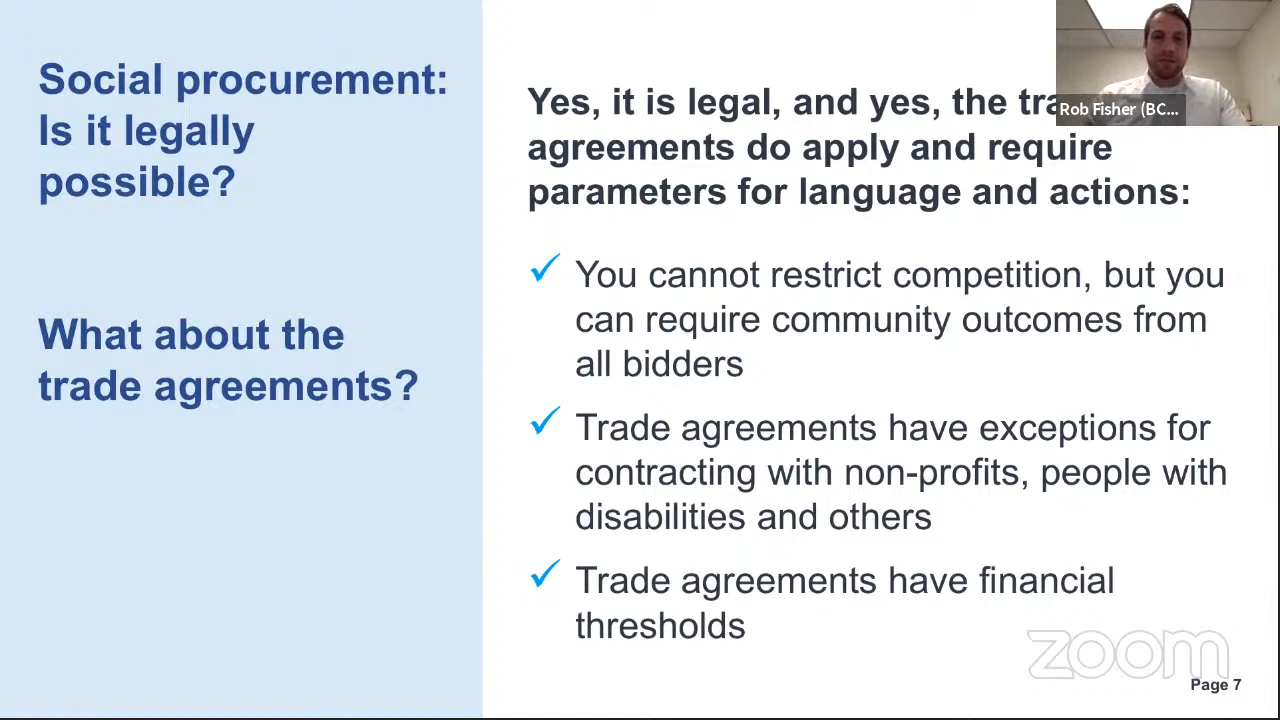 Social procurement:
Is it legally
possible?
What about the
trade agreements?
Yes, it is legal, and yes, the
agreements do apply and require
parameters for language and actions:
You cannot restrict competition, but you
can require community outcomes from
all bidders
Trade agreements have exceptions for
contracting with non-profits, people with
disabilities and others
Trade agreements have financial
thresholds
Rob Fisher (BC...
zoom
Page 7